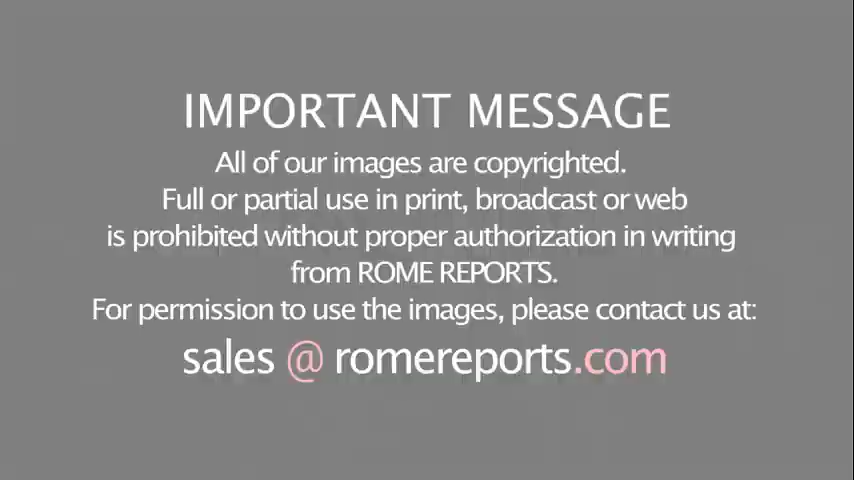 IMPORTANT MESSAGE
All of our images are copyrighted.
Full or partial use in print, broadcast or web
is prohibited without proper authorization in writing
from ROME REPORTS.
For permission to use the images, please contact us at:
sales @ romereports.com